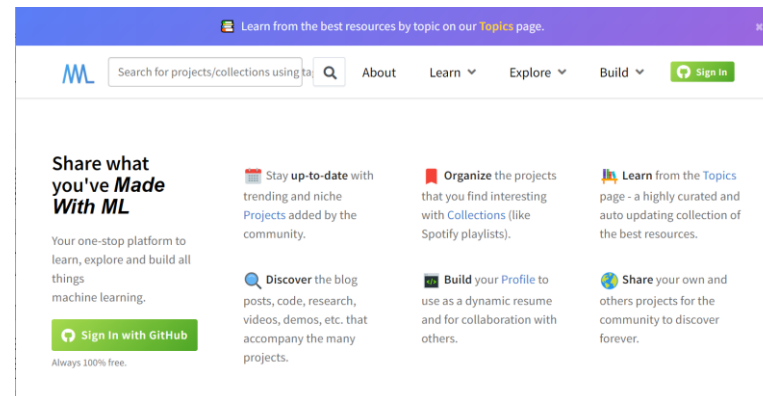 Learn from the best resources by topic on our Topics page.
ML
Search for projects/collections using ta
About
Learn
Explore
Build
Sign In
Share what
you've Made
With ML
Your one-stop platform to
learn, explore and build all
things
machine learning.
Sign In with GitHub
Always 100% free.
Stay up-to-date with
trending and niche
Projects added by the
community.
Organize the projects
that you find interesting
with Collections (like
Spotify playlists).
Learn from the Topics
page - a highly curated and
auto updating collection of
the best resources.
Discover the blog
posts, code, research,
videos, demos, etc. that
accompany the many
projects.
Build your Profile to
use as a dynamic resume
and for collaboration with
others.
Share your own and
others projects for the
community to discover
forever.